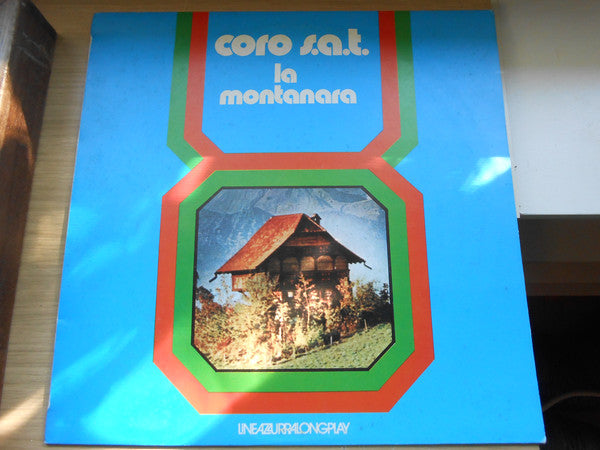 coro s.a.t.
la
montanara
LINEAZZURRALONGPLAY